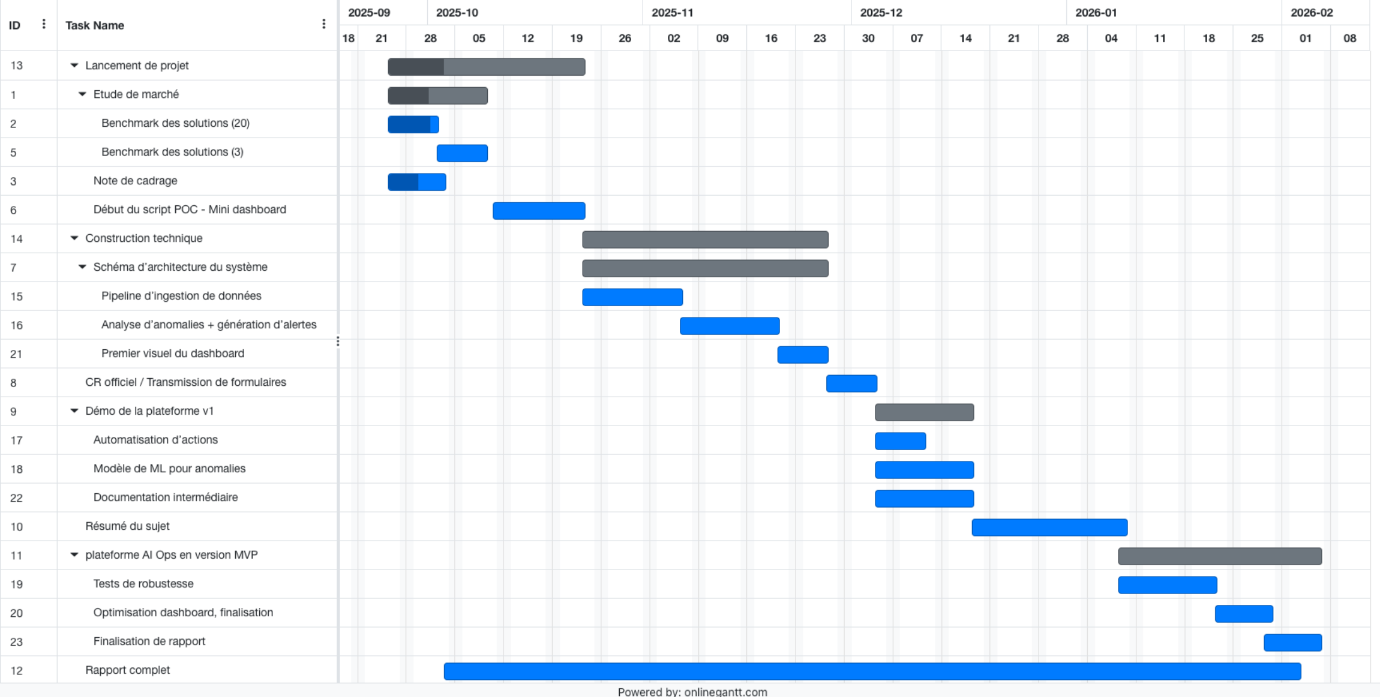 ID Task Name 2025-09 2025-10 2025-11 2025-12 2026-01 2026-02
18 21 28 05 12 19 26 02 09 16 23 30 07 14 21 28 04 11 18 25 01 08
13 Lancement de projet
1 Etude de marché
2 Benchmark des solutions (20)
5 Benchmark des solutions (3)
3 Note de cadrage
6 Début du script POC - Mini dashboard
14 Construction technique
7 Schéma d'architecture du système
15 Pipeline d'ingestion de données
16 Analyse d'anomalies + génération d'alertes
21 Premier visuel du dashboard
8 CR officiel / Transmission de formulaires
9 Démo de la plateforme v1
17 Automatisation d'actions
18 Modèle de ML pour anomalies
22 Documentation intermédiaire
10 Résumé du sujet
11 plateforme AI Ops en version MVP
19 Tests de robustesse
20 Optimisation dashboard, finalisation
23 Finalisation de rapport
12 Rapport complet
Powered by: onlinegantt.com